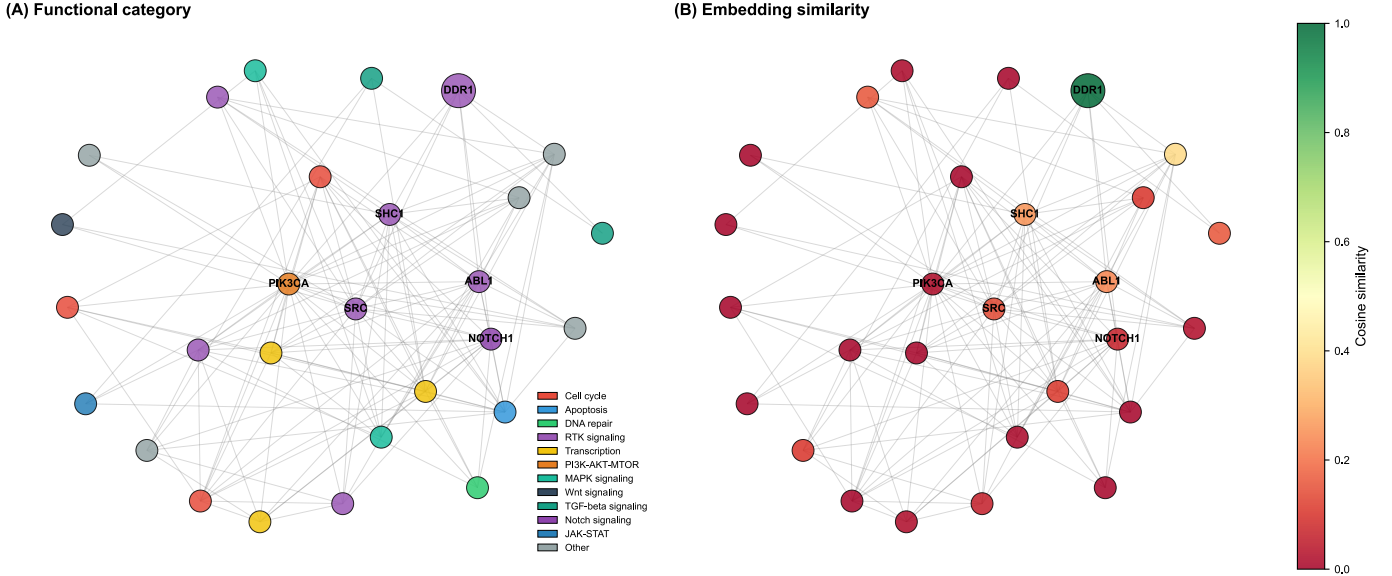 (A) Functional category
DDR1
SHC1
PIK3CA
ABL1
SRC
NOTCH1
Cell cycle
Apoptosis
DNA repair
RTK signaling
Transcription
PI3K-AKT-MTOR
MAPK signaling
Wnt signaling
TGF-beta signaling
Notch signaling
JAK-STAT
Other
(B) Embedding similarity
DDR1
SHC1
PIK3CA
ABL1
SRC
NOTCH1
1.0
0.8
0.6
0.4
0.2
0.0
Cosine similarity